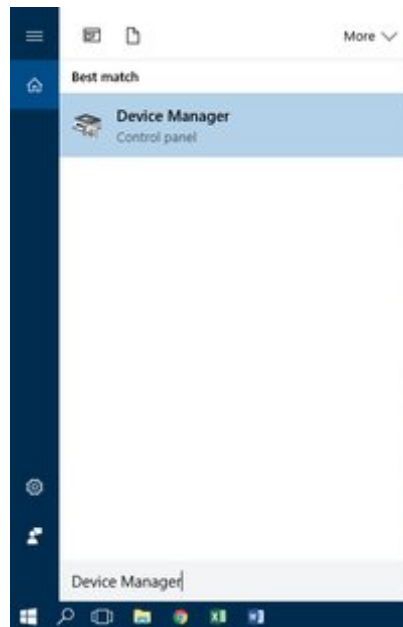 More
Best match
Device Manager
Control panel
Device Manager